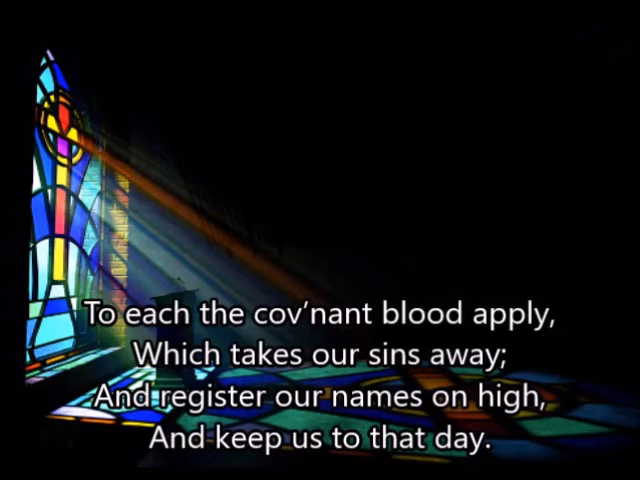 To each the cov’nant blood apply,
Which takes our sins away;
And register our names on high,
And keep us to that day.